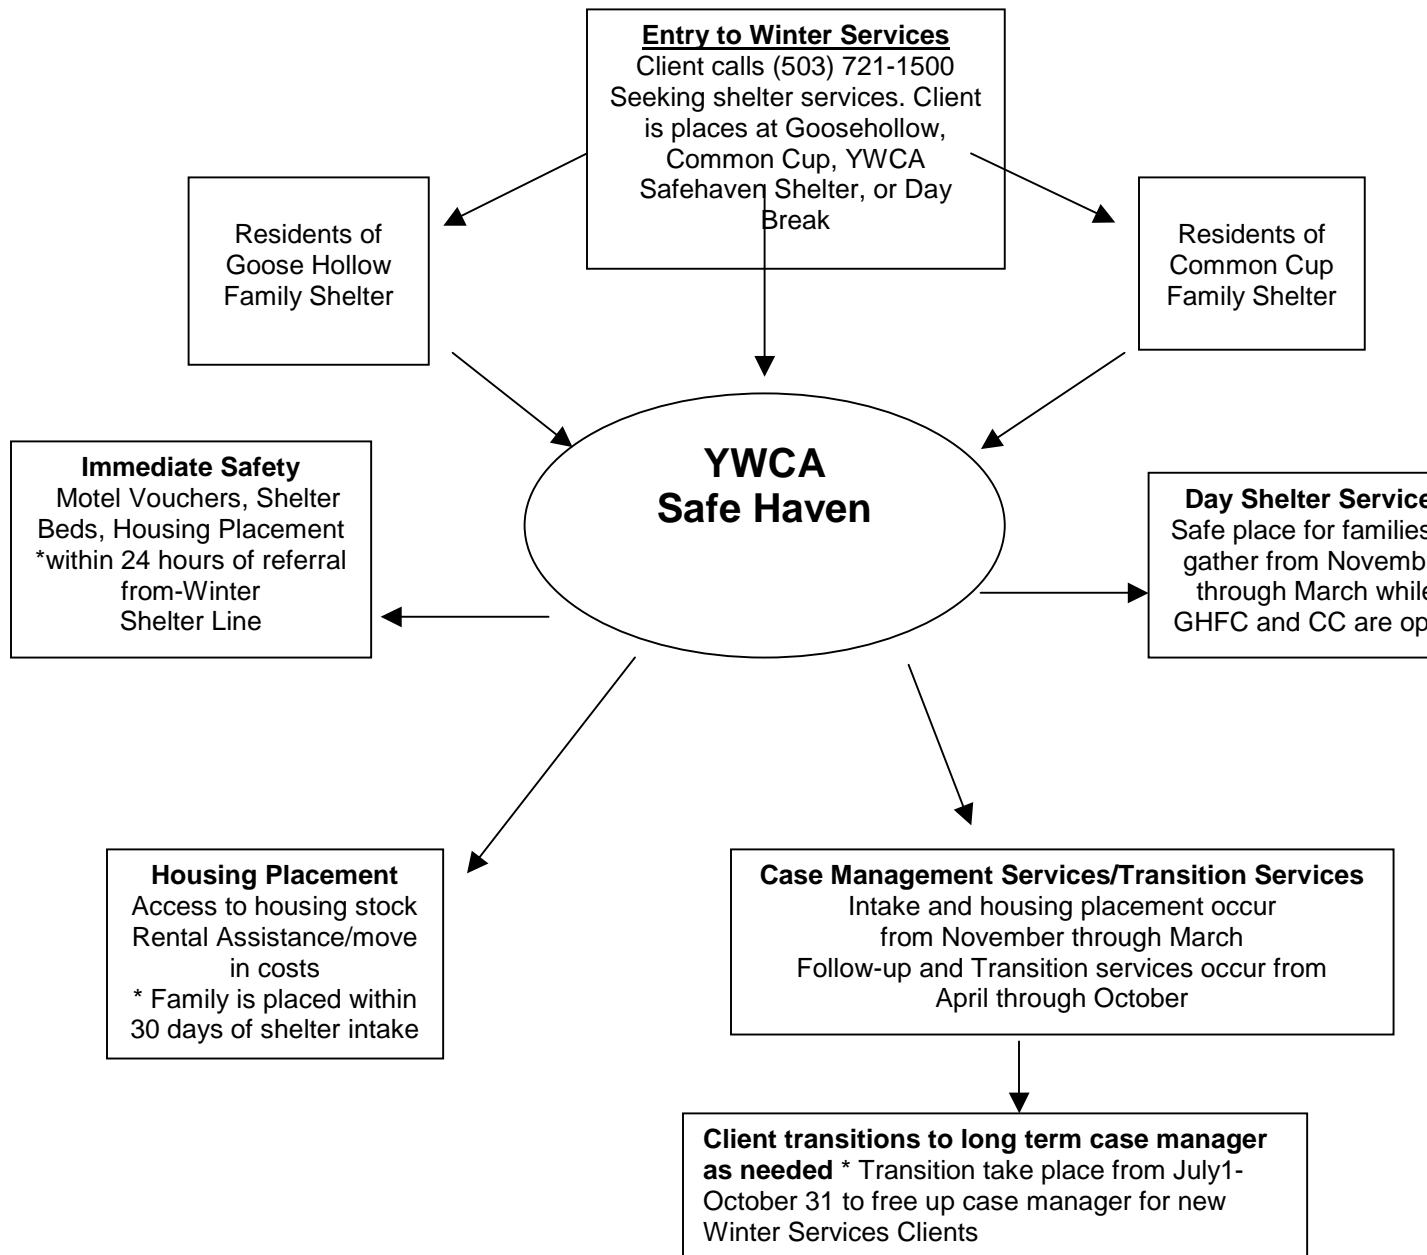 Entry to Winter Services
Client calls (503) 721-1500
Seeking shelter services. Client
is places at Goosehollow,
Common Cup, YWCA
Safehaven Shelter, or Day
Break
Residents of
Goose Hollow
Family Shelter
Residents of
Common Cup
Family Shelter
YWCA
Safe Haven
Immediate Safety
Motel Vouchers, Shelter
Beds, Housing Placement
*within 24 hours of referral
from-Winter
Shelter Line
Day Shelter Service
Safe place for families
gather from Novemb
through March while
GHFC and CC are op
Housing Placement
Access to housing stock
Rental Assistance/move
in costs
* Family is placed within
30 days of shelter intake
Case Management Services/Transition Services
Intake and housing placement occur
from November through March
Follow-up and Transition services occur from
April through October
Client transitions to long term case manager
as needed * Transition take place from July1-
October 31 to free up case manager for new
Winter Services Clients